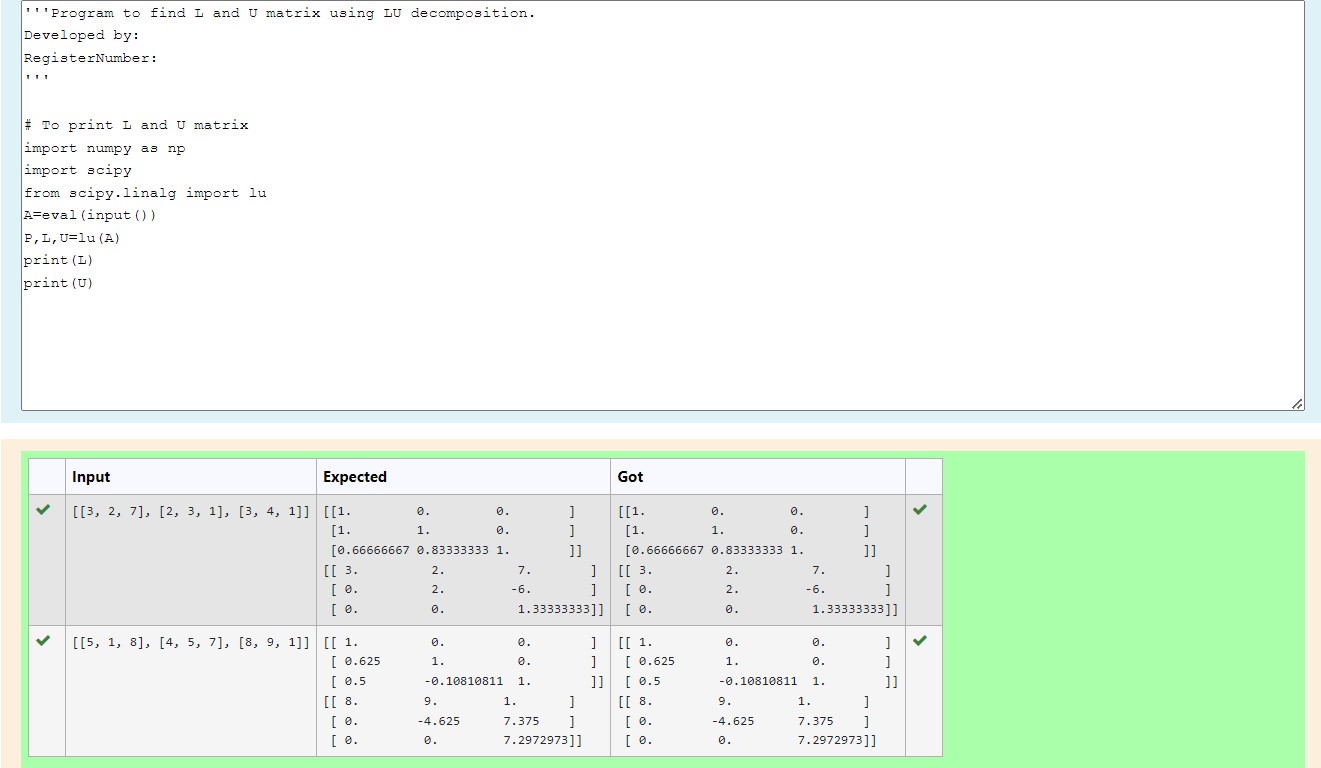 '''Program to find L and U matrix using LU decomposition.
Developed by:
RegisterNumber:
'''
# To print L and U matrix
import numpy as np
import scipy
from scipy.linalg import lu
A=eval(input())
P,L,U=lu(A)
print(L)
print(U)
Input Expected Got
[[3, 2, 7], [2, 3, 1], [3, 4, 1]] [[1. 0. 0. ] [[1. 0. 0. ]
[1. 1. 0. ] [1. 1. 0. ]
[0.66666667 0.83333333 1. ]] [0.66666667 0.83333333 1. ]]
[[ 3. 2. 7. ] [[ 3. 2. 7. ]
[ 0. 2. -6. ] [ 0. 2. -6. ]
[ 0. 0. 1.33333333]] [ 0. 0. 1.33333333]]
[[5, 1, 8], [4, 5, 7], [8, 9, 1]] [[ 1. 0. 0. ] [[ 1. 0. 0. ]
[ 0.625 1. 0. ] [ 0.625 1. 0. ]
[ 0.5 -0.10810811 1. ]] [ 0.5 -0.10810811 1. ]]
[[ 8. 9. 1. ] [[ 8. 9. 1. ]
[ 0. -4.625 7.375 ] [ 0. -4.625 7.375 ]
[ 0. 0. 7.2972973]] [ 0. 0. 7.2972973]]